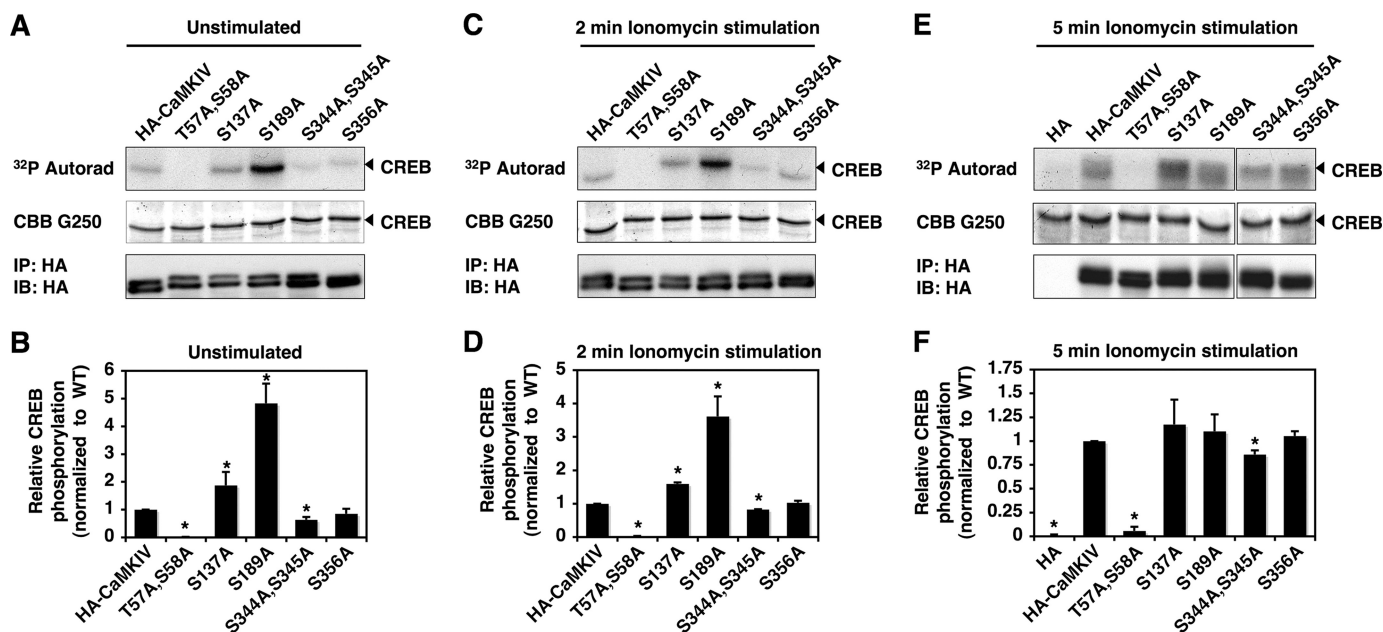 A
Unstimulated
HA-CaMKIV
T57A,S58A
S137A
S189A
S344A,S345A
S356A
³²P Autorad
CREB
CBB G250
CREB
IP: HA
IB: HA
B
Unstimulated
Relative CREB
phosphorylation
(normalized to WT)
6
5
4
3
2
1
0
*
*
*
*
HA-CaMKIV
T57A,S58A
S137A
S189A
S344A,S345A
S356A
C
2 min Ionomycin stimulation
HA-CaMKIV
T57A,S58A
S137A
S189A
S344A,S345A
S356A
³²P Autorad
CREB
CBB G250
CREB
IP: HA
IB: HA
D
2 min Ionomycin stimulation
Relative CREB
phosphorylation
(normalized to WT)
5
4
3
2
1
0
*
*
*
*
HA-CaMKIV
T57A,S58A
S137A
S189A
S344A,S345A
S356A
E
5 min Ionomycin stimulation
HA
HA-CaMKIV
T57A,S58A
S137A
S189A
S344A,S345A
S356A
³²P Autorad
CREB
CBB G250
CREB
IP: HA
IB: HA
F
5 min Ionomycin stimulation
Relative CREB
phosphorylation
(normalized to WT)
1.75
1.5
1.25
1
0.75
0.5
0.25
0
*
*
*
HA
HA-CaMKIV
T57A,S58A
S137A
S189A
S344A,S345A
S356A